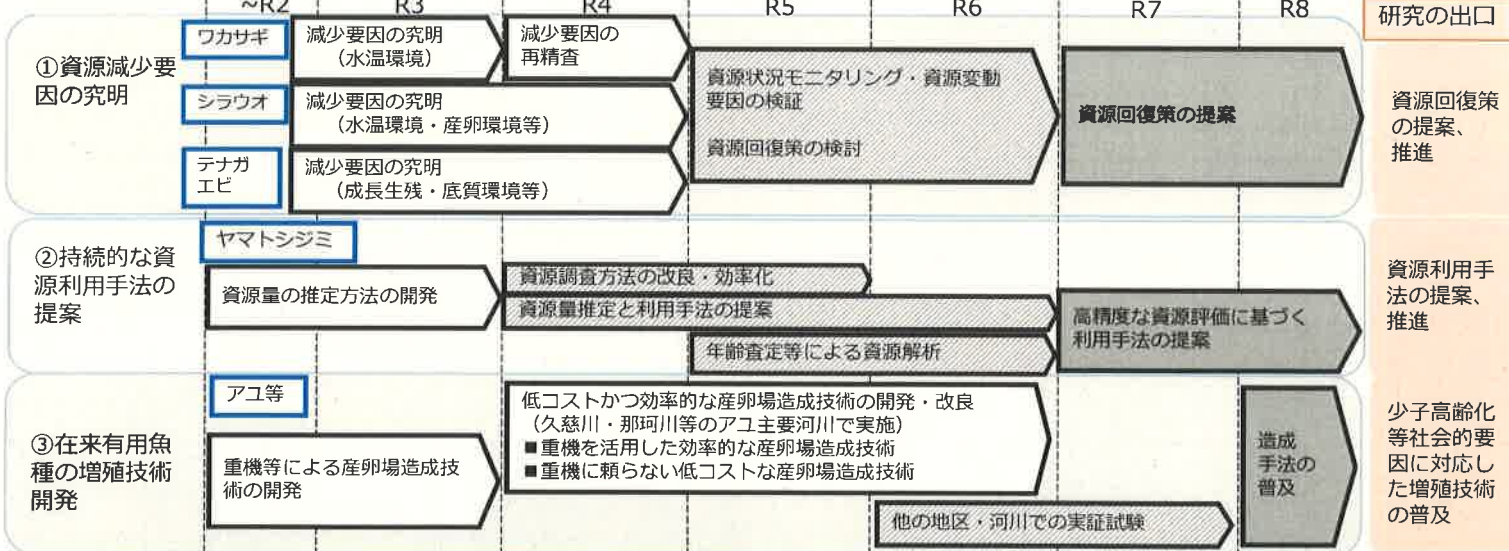 ~R2
R3
R4
R5
R6
R7
R8
研究の出口
①資源減少要
因の究明
ワカサギ
減少要因の究明
（水温環境）
減少要因の
再精査
シラウオ
減少要因の究明
（水温環境・産卵環境等）
テナガ
エビ
減少要因の究明
（成長生残・底質環境等）
資源状況モニタリング・資源変動
要因の検証
資源回復策の検討
資源回復策の提案
資源回復策
の提案、
推進
②持続的な資
源利用手法の
提案
ヤマトシジミ
資源量の推定方法の開発
資源調査方法の改良・効率化
資源量推定と利用手法の提案
年齢査定等による資源解析
高精度な資源評価に基づく
利用手法の提案
資源利用手
法の提案、
推進
③在来有用魚
種の増殖技術
開発
アユ等
重機等による産卵場造成技
術の開発
低コストかつ効率的な産卵場造成技術の開発・改良
（久慈川・那珂川等のアユ主要河川で実施）
■重機を活用した効率的な産卵場造成技術
■重機に頼らない低コストな産卵場造成技術
他の地区・河川での実証試験
造成
手法の
普及
少子高齢化
等社会的要
因に対応し
た増殖技術
の普及